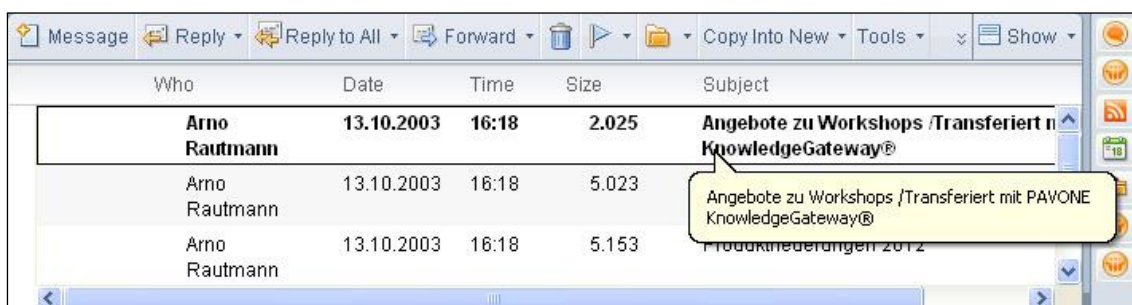 Message Reply Reply to All Forward Copy Into New Tools Show
Who Date Time Size Subject
Arno 13.10.2003 16:18 2.025 Angebote zu Workshops /Transferiert
Rautmann KnowledgeGateway®
Arno 13.10.2003 16:18 5.023
Rautmann
Angebote zu Workshops /Transferiert mit PAVONE
KnowledgeGateway®
Arno 13.10.2003 16:18 5.153
Rautmann
18